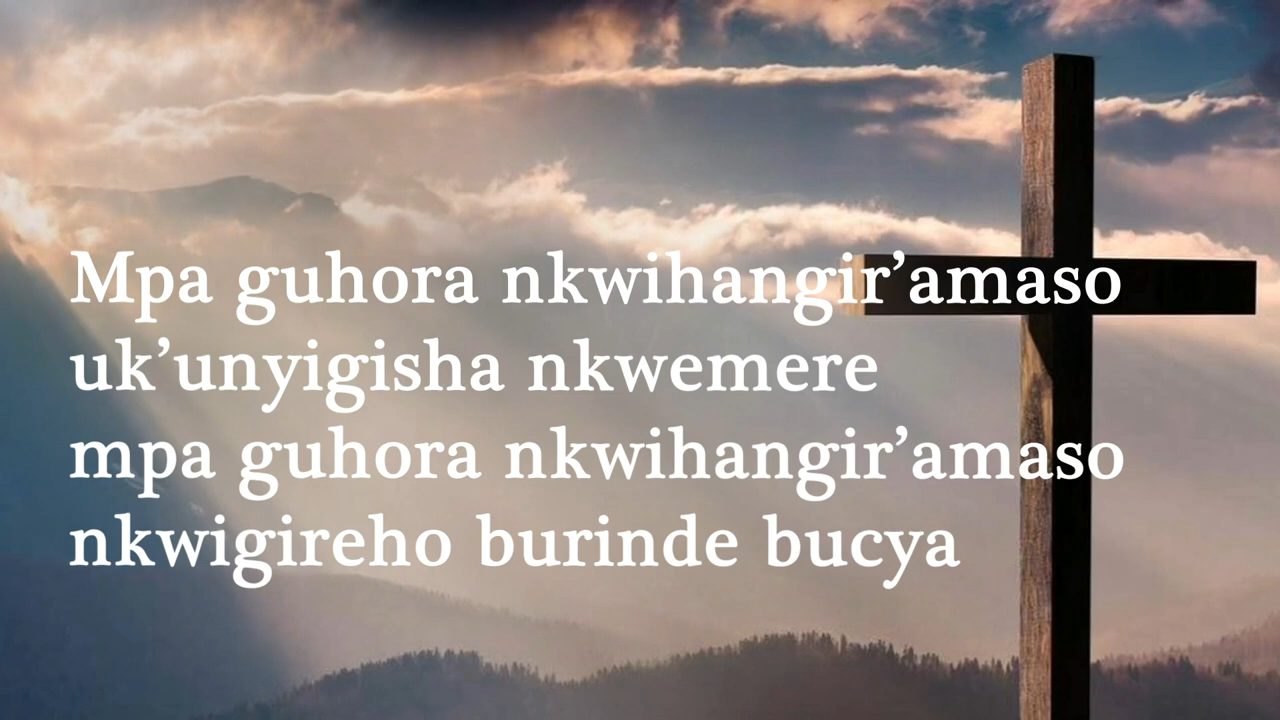 Mpa guhora nkwihangir’amaso
uk’unyigisha nkwemere
mpa guhora nkwihangir’amaso
nkwigireho burinde bucya